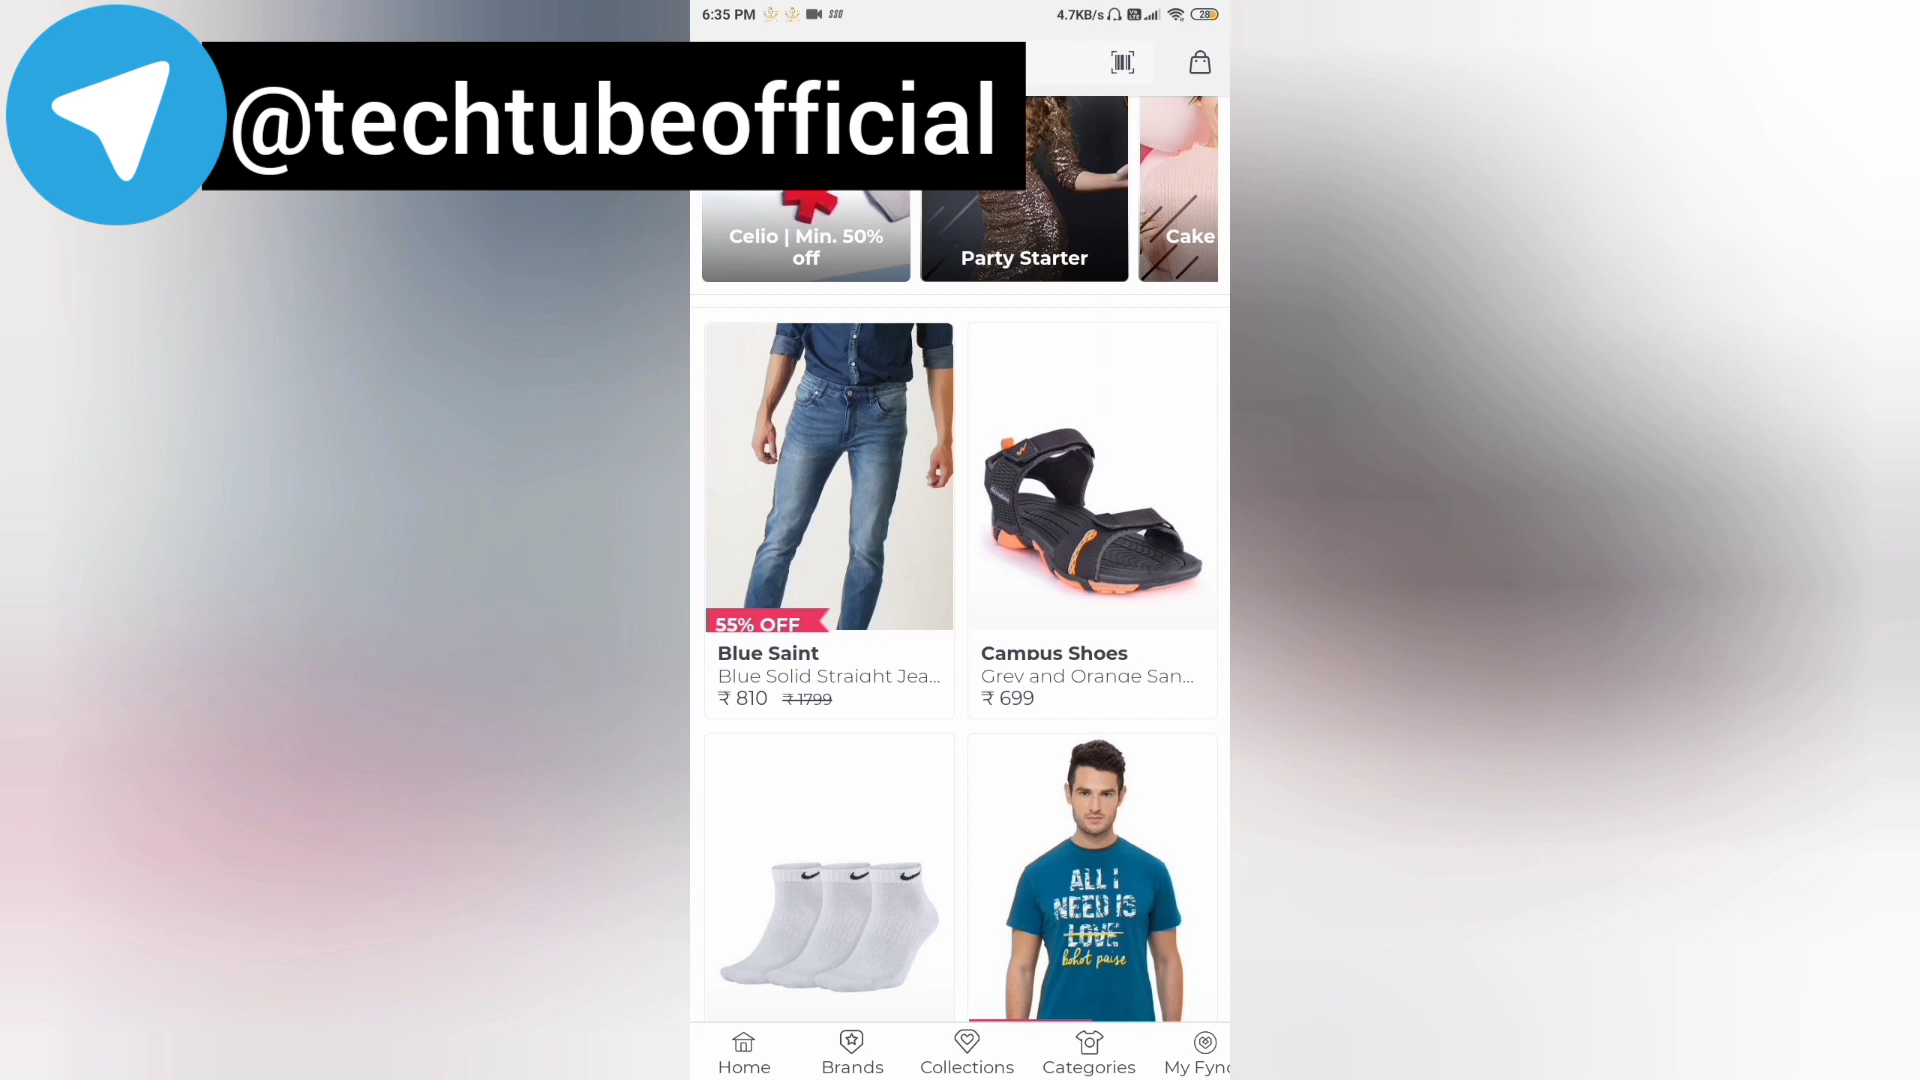 6:35 PM
4.7KB/s
28
@techtubeofficial
Celio | Min. 50%
off
Party Starter
Cake
55% OFF
Blue Saint
Blue Solid Straight Jea...
₹ 810 ₹ 1799
Campus Shoes
Grey and Orange San...
₹ 699
ALL I
NEED IS
LOVE
bohot paise
Home
Brands
Collections
Categories
My Fyn